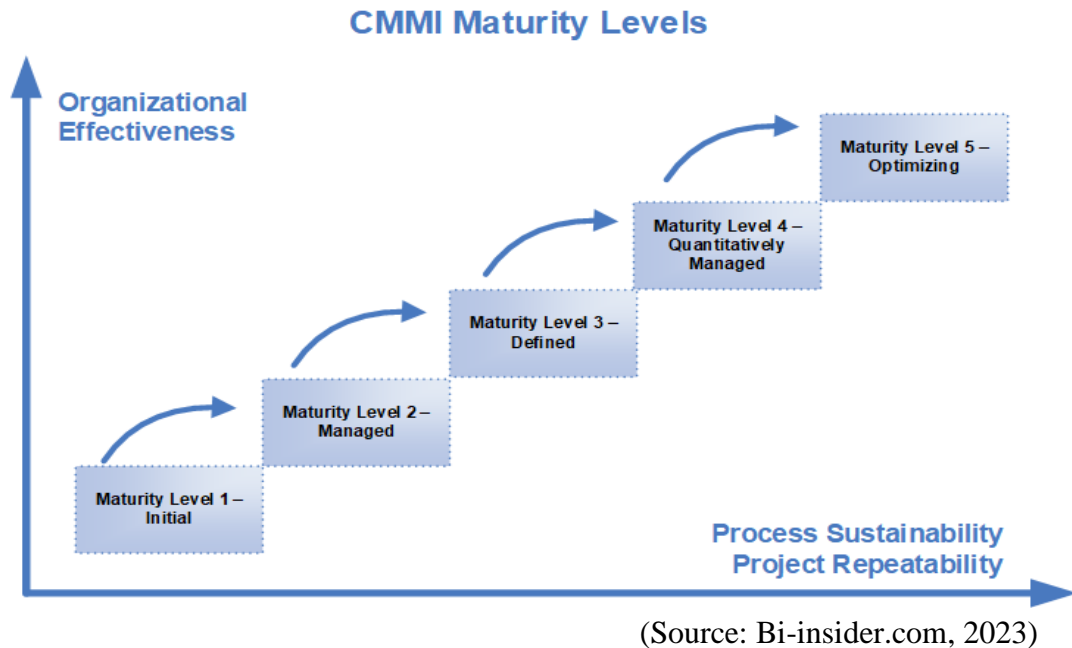 CMMI Maturity Levels
Organizational
Effectiveness
Maturity Level 5 –
Optimizing
Maturity Level 4 –
Quantitatively
Managed
Maturity Level 3 –
Defined
Maturity Level 2 –
Managed
Maturity Level 1 –
Initial
Process Sustainability
Project Repeatability
(Source: Bi-insider.com, 2023)